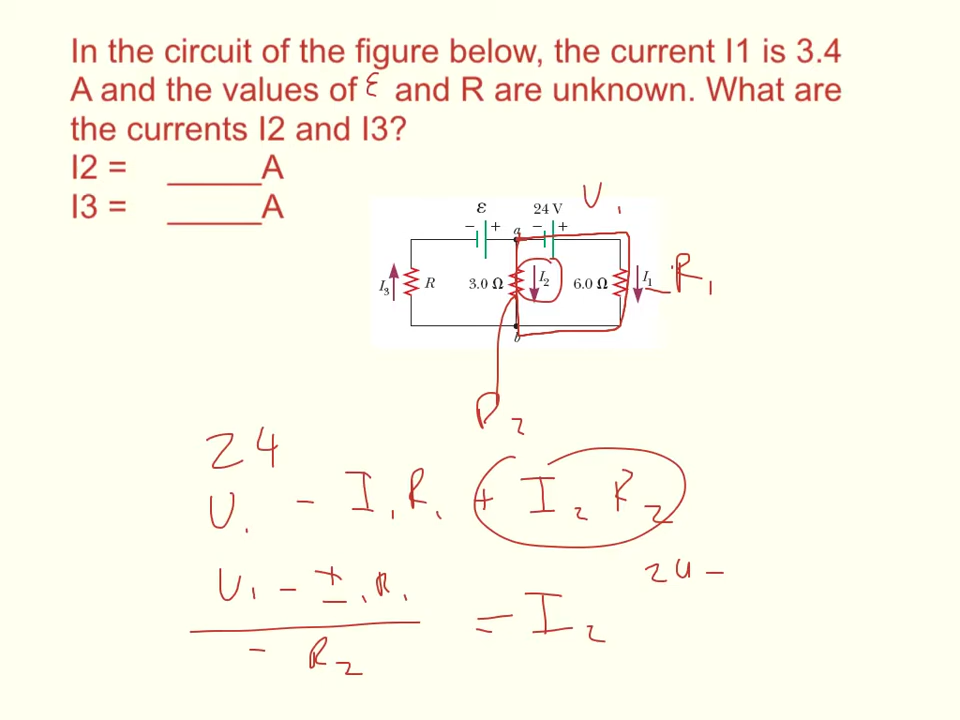 In the circuit of the figure below, the current I1 is 3.4
A and the values of ε and R are unknown. What are
the currents I2 and I3?
I2 = _____A
I3 = _____A
ε 24 V U₁
- + a - +
I₃ R 3.0 Ω I₂ 6.0 Ω I₁ R₁
b
R₂
24
U₁ - I₁R₁ + I₂R₂
24 -
U₁ - I₁R₁
= I₂
- R₂